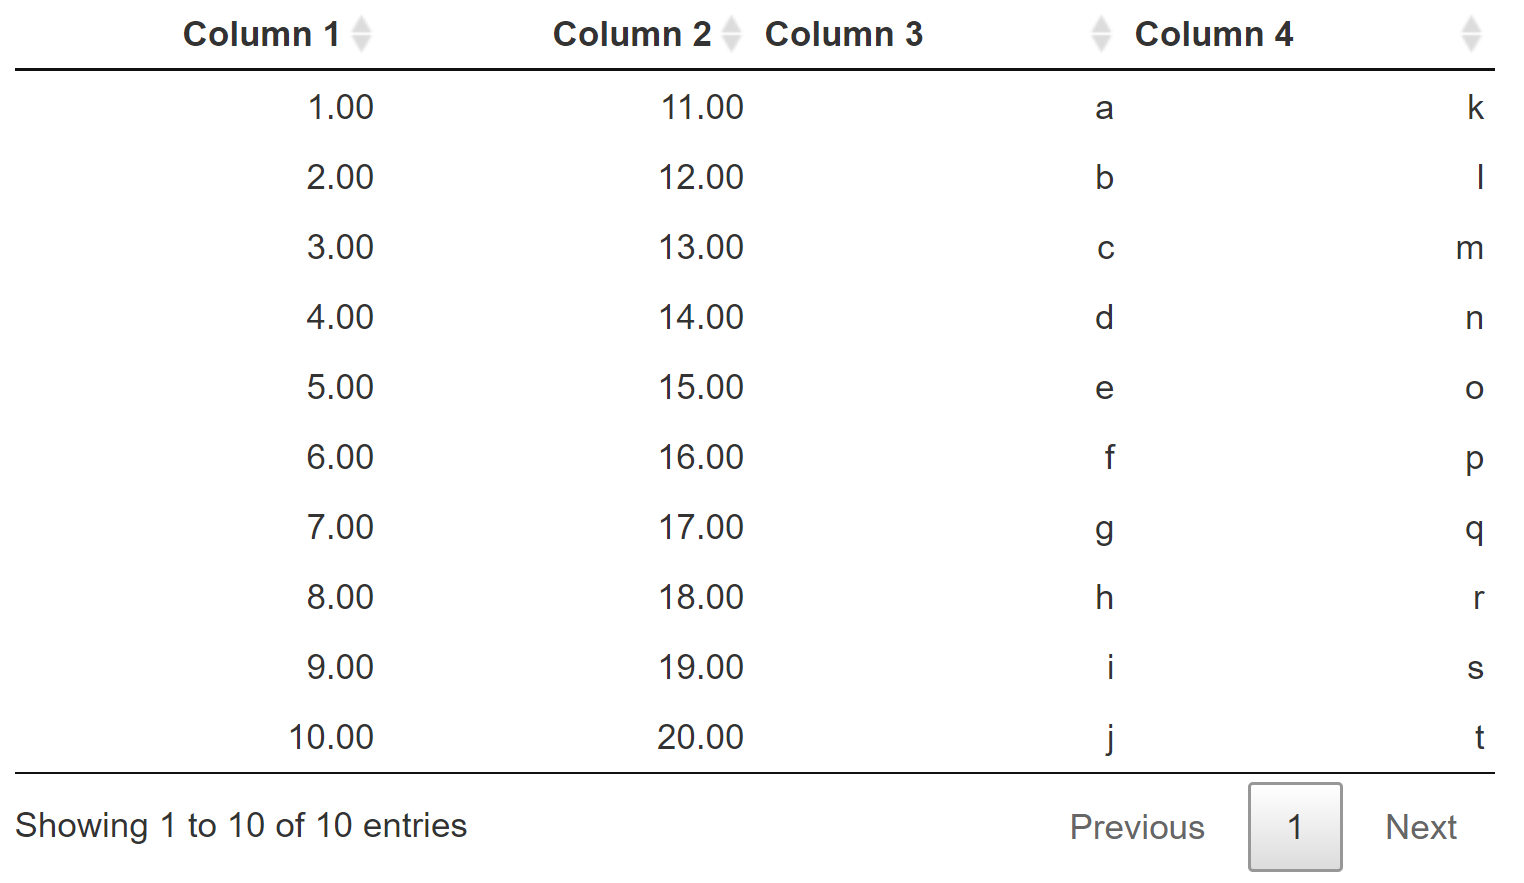 Column 1 Column 2 Column 3 Column 4
1.00 11.00 a k
2.00 12.00 b l
3.00 13.00 c m
4.00 14.00 d n
5.00 15.00 e o
6.00 16.00 f p
7.00 17.00 g q
8.00 18.00 h r
9.00 19.00 i s
10.00 20.00 j t
Showing 1 to 10 of 10 entries Previous 1 Next